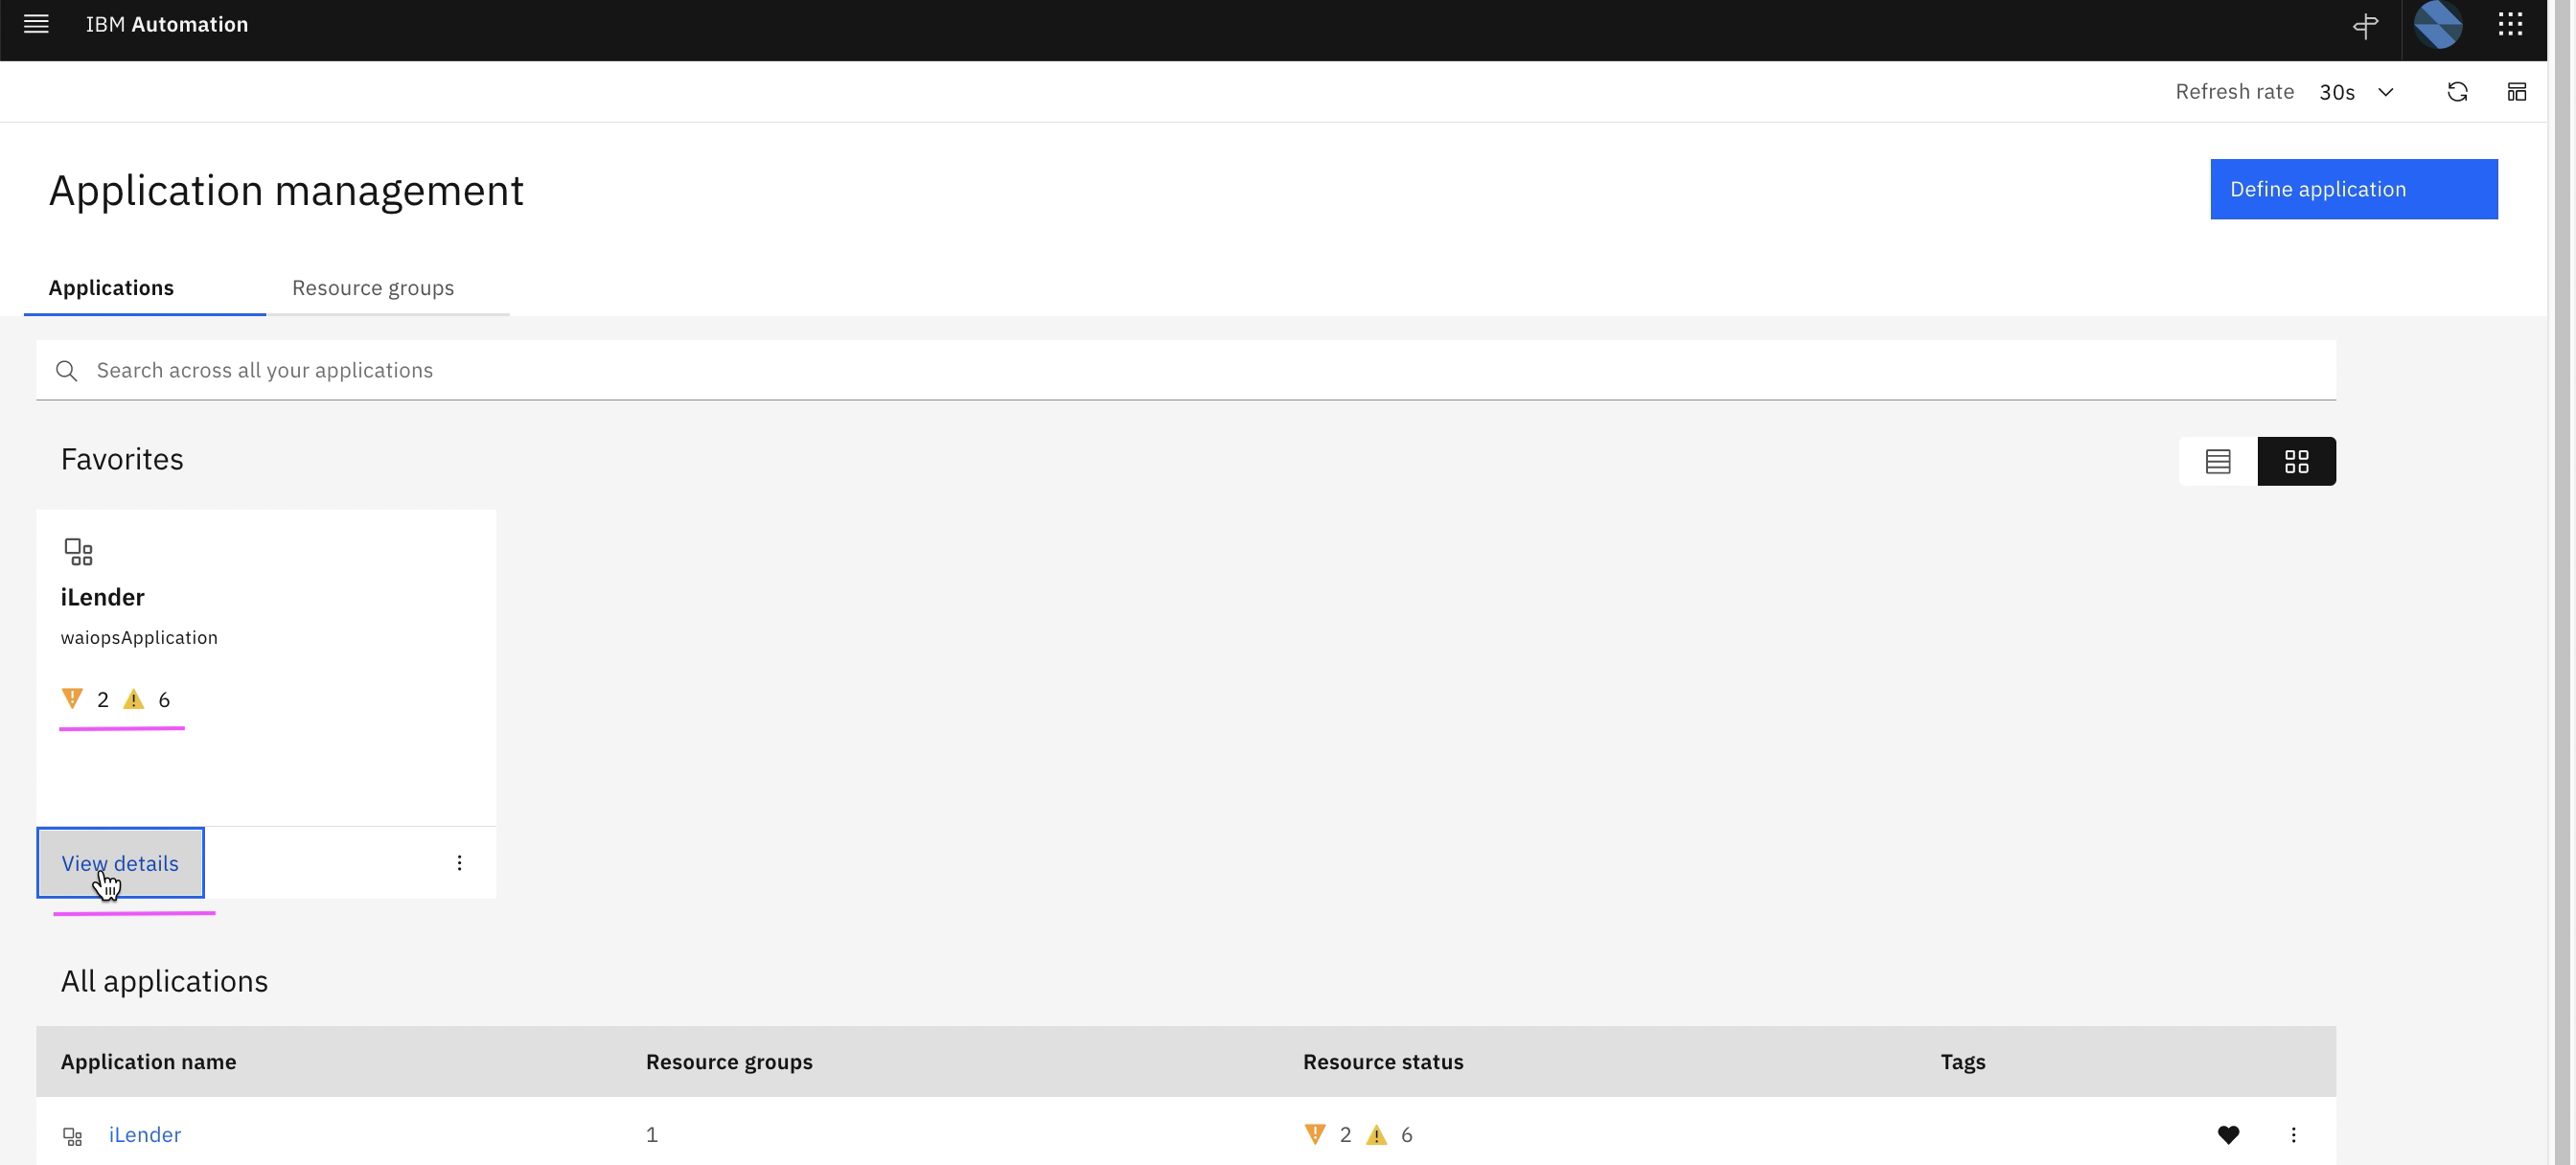 IBM Automation
Refresh rate 30s
Application management
Define application
Applications Resource groups
Search across all your applications
Favorites
iLender
waiopsApplication
2 6
View details
All applications
Application name Resource groups Resource status Tags
iLender 1 2 6